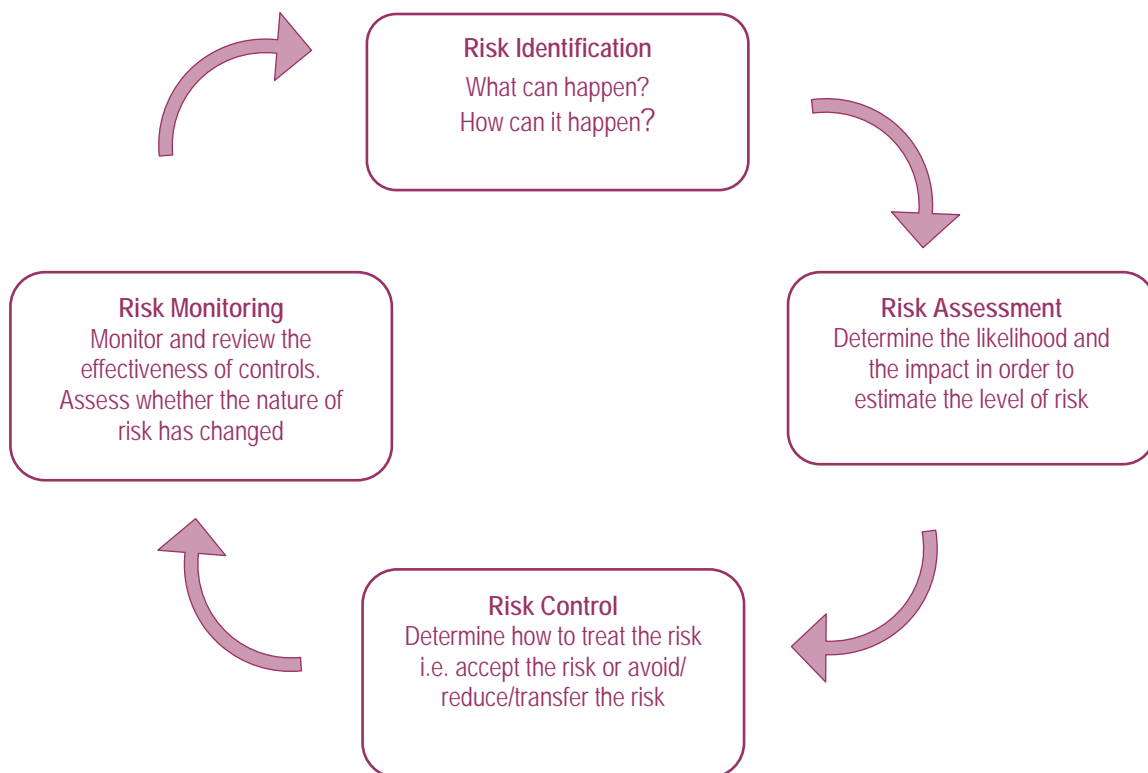 Risk Identification
What can happen?
How can it happen?
Risk Assessment
Determine the likelihood and
the impact in order to
estimate the level of risk
Risk Control
Determine how to treat the risk
i.e. accept the risk or avoid/
reduce/transfer the risk
Risk Monitoring
Monitor and review the
effectiveness of controls.
Assess whether the nature of
risk has changed